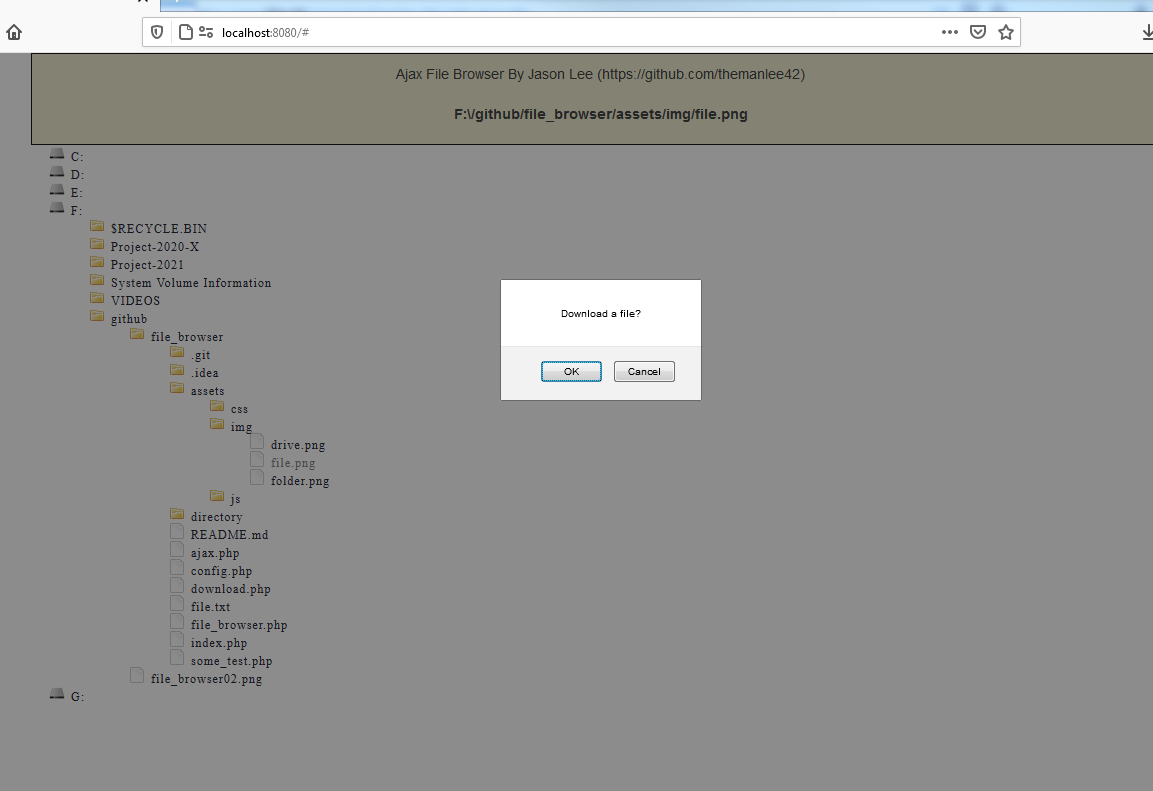 localhost:8080/#
Ajax File Browser By Jason Lee (https://github.com/themanlee42)
F:\/github/file_browser/assets/img/file.png
C:
D:
E:
F:
$RECYCLE.BIN
Project-2020-X
Project-2021
System Volume Information
VIDEOS
github
file_browser
.git
.idea
assets
css
img
drive.png
file.png
folder.png
js
directory
README.md
ajax.php
config.php
download.php
file.txt
file_browser.php
index.php
some_test.php
file_browser02.png
G:
Download a file?
OK Cancel